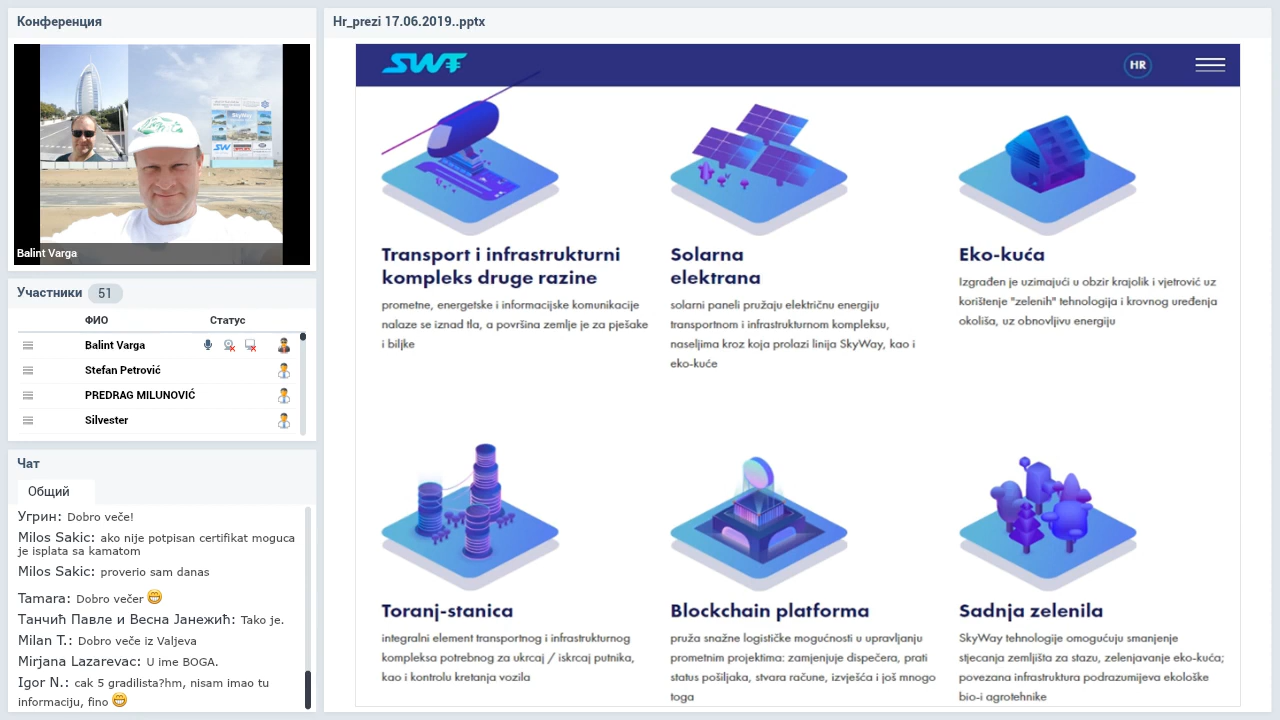 Конференция
SkyWay
SW
Balint Varga
Участники 51
ФИО Статус
Balint Varga
Stefan Petrović
PREDRAG MILUNOVIĆ
Silvester
Чат
Общий
Угрин: Dobro veče!
Milos Sakic: ako nije potpisan certifikat moguca
je isplata sa kamatom
Milos Sakic: proverio sam danas
Tamara: Dobro večer 😁
Танчић Павле и Весна Јанежић: Tako je.
Milan T.: Dobro veče iz Valjeva
Mirjana Lazarevac: U ime BOGA.
Igor N.: cak 5 gradilista?hm, nisam imao tu
informaciju, fino 😁
Hr_prezi 17.06.2019..pptx
SWT
HR
Transport i infrastrukturni
kompleks druge razine
prometne, energetske i informacijske komunikacije
nalaze se iznad tla, a površina zemlje je za pješake
i biljke
Solarna
elektrana
solarni paneli pružaju električnu energiju
transportnom i infrastrukturnom kompleksu,
naseljima kroz koja prolazi linija SkyWay, kao i
eko-kuće
Eko-kuća
Izgrađen je uzimajući u obzir krajolik i vjetrović uz
korištenje "zelenih" tehnologija i krovnog uređenja
okoliša, uz obnovljivu energiju
Toranj-stanica
integralni element transportnog i infrastrukturnog
kompleksa potrebnog za ukrcaj / iskrcaj putnika,
kao i kontrolu kretanja vozila
Blockchain platforma
pruža snažne logističke mogućnosti u upravljanju
prometnim projektima: zamjenjuje dispečera, prati
status pošiljaka, stvara račune, izvješća i još mnogo
toga
Sadnja zelenila
SkyWay tehnologije omogućuju smanjenje
stjecanja zemljišta za stazu, zelenjavanje eko-kuća;
povezana infrastruktura podrazumijeva ekološke
bio-i agrotehnike